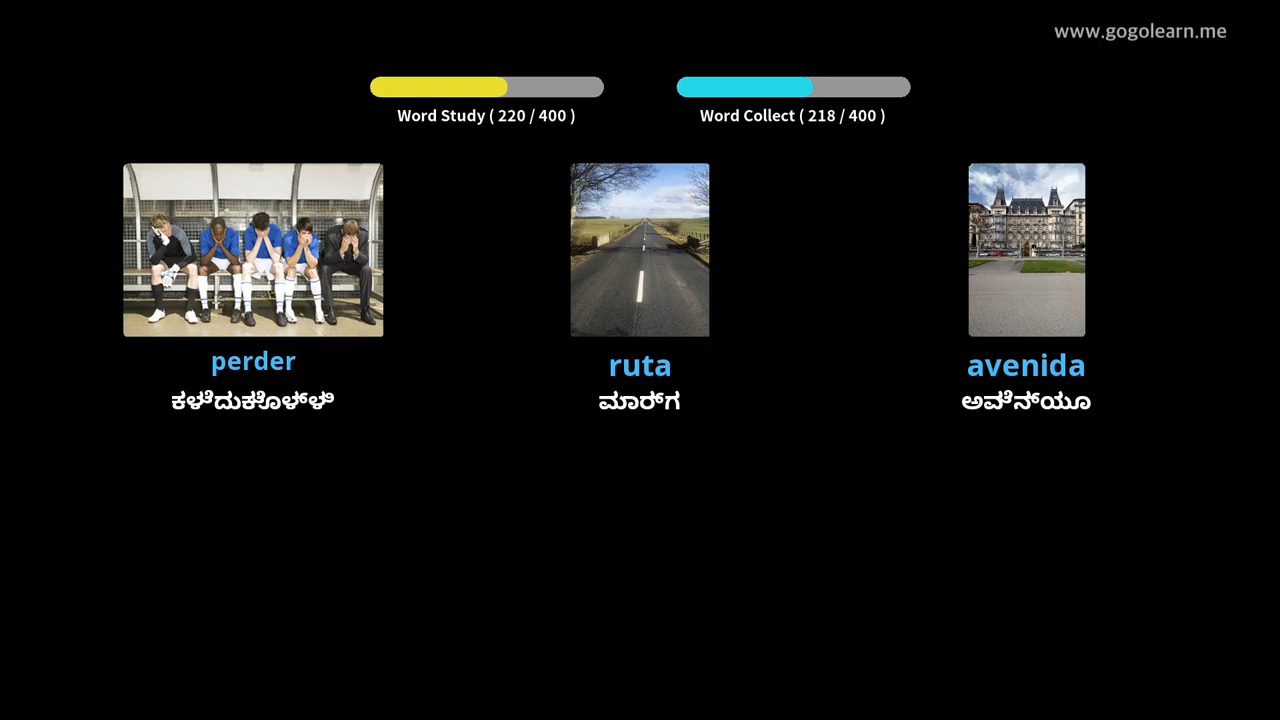 www.gogolearn.me
Word Study ( 220 / 400 )
Word Collect ( 218 / 400 )
perder
ruta
avenida
ಕಳೆದುಕೊಳ್ಳಿ
ಮಾರ್ಗ
ಅವೆನ್ಯೂ